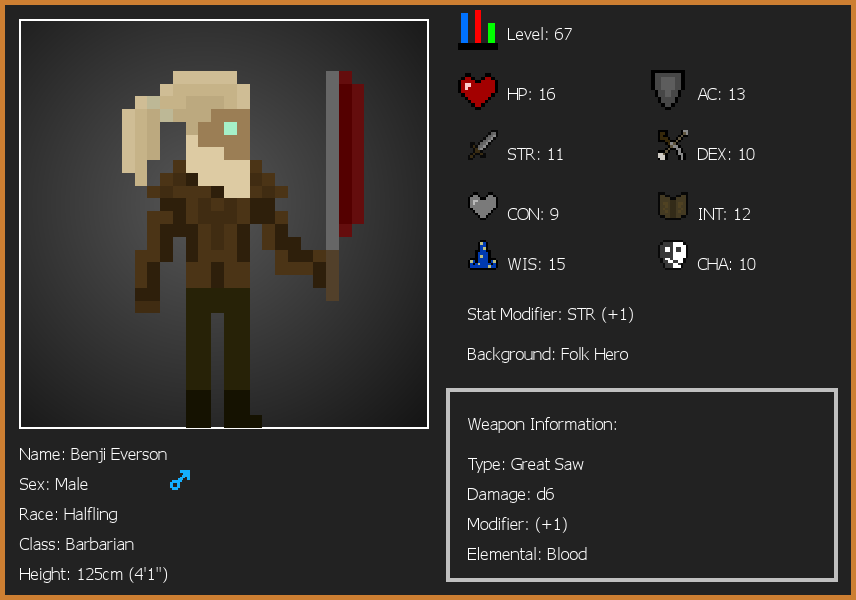 Level: 67
HP: 16
AC: 13
STR: 11
DEX: 10
CON: 9
INT: 12
WIS: 15
CHA: 10
Stat Modifier: STR (+1)
Background: Folk Hero
Weapon Information:
Type: Great Saw
Damage: d6
Modifier: (+1)
Elemental: Blood
Name: Benji Everson
Sex: Male
Race: Halfling
Class: Barbarian
Height: 125cm (4'1")